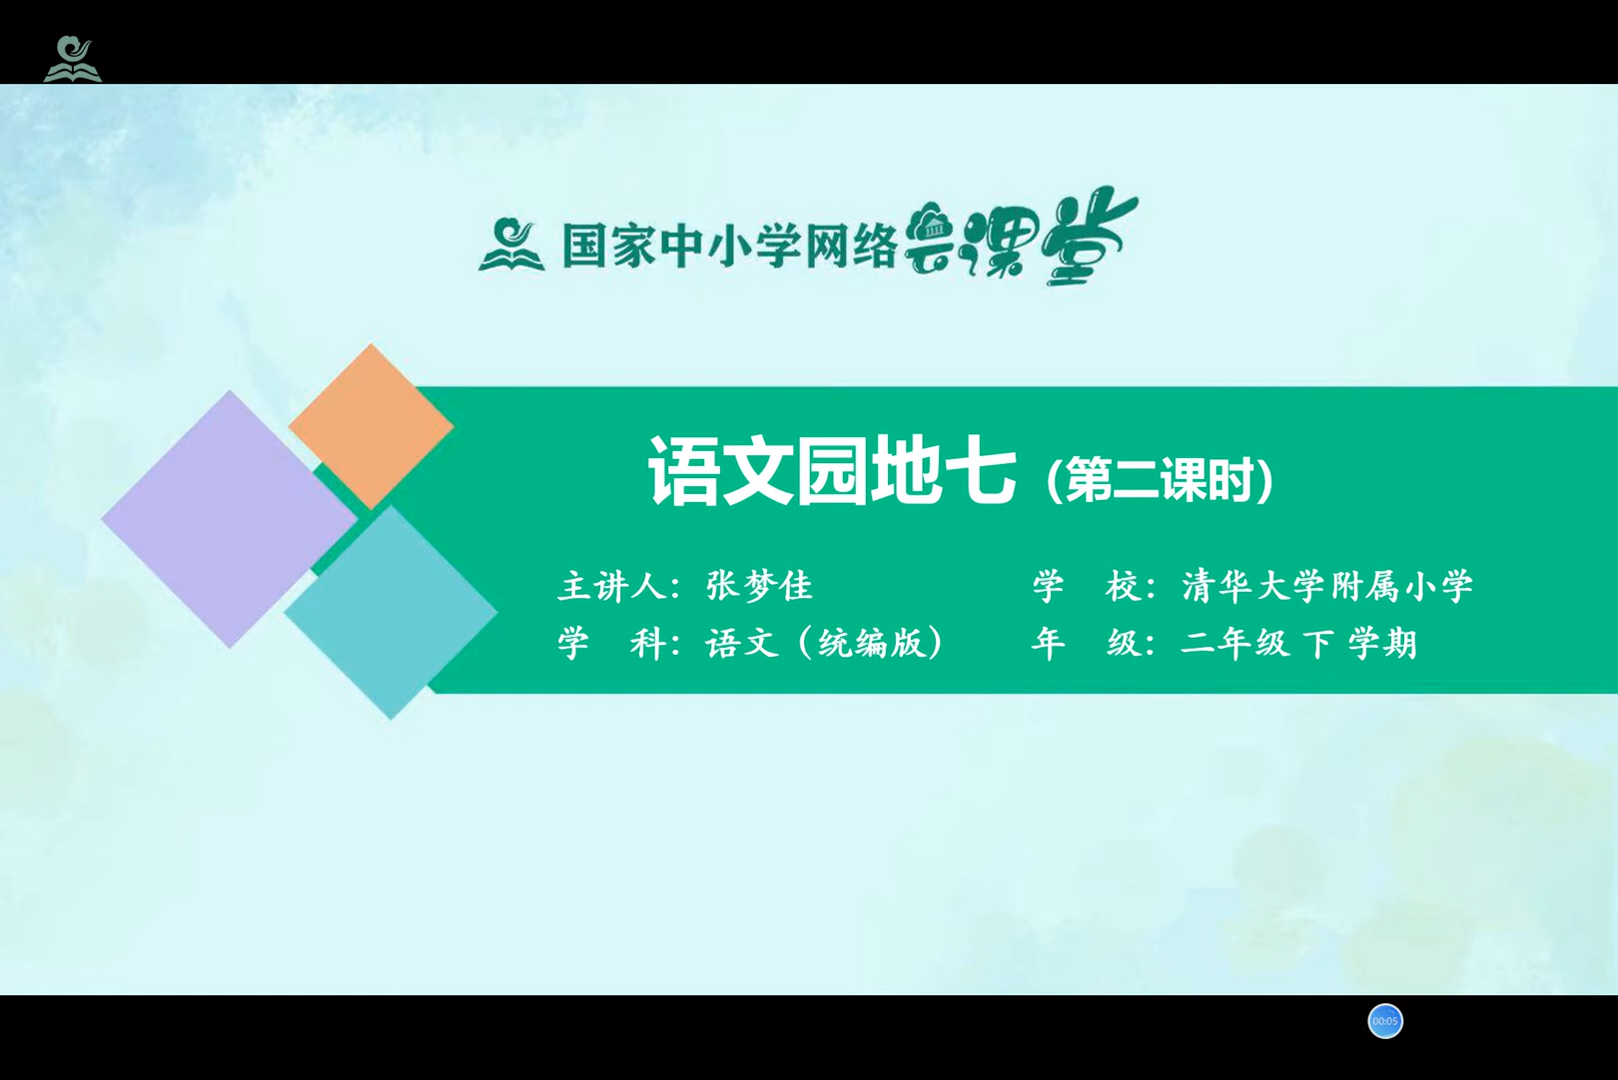 国家中小学网络云课堂
语文园地七（第二课时）
主讲人：张梦佳
学 校：清华大学附属小学
学 科：语文（统编版）
年 级：二年级 下 学期
00:05